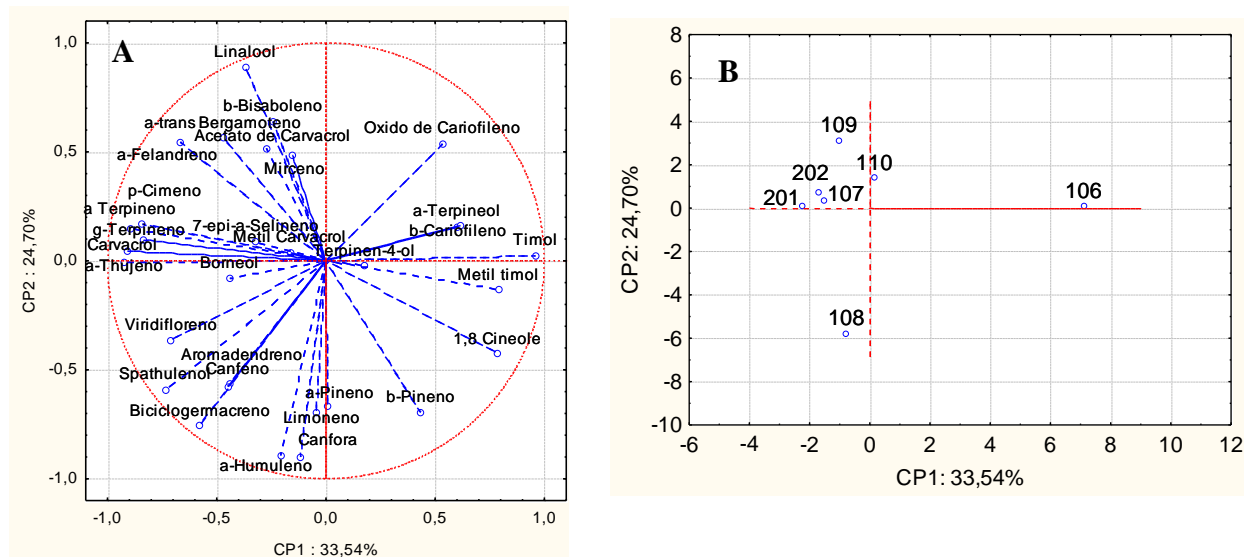 A
1,0
0,5
0,0
-0,5
-1,0
CP2 : 24,70%
Linalool
b-Bisaboleno
a-trans Bergamoteno
Acetato de Carvacrol
Oxido de Cariofileno
a-Felandreno
Mirceno
p-Cimeno
a Terpineno
7-epi-a-Selineno
a-Terpineol
g-Terpineno
Metil Carvacrol
b-Cariofileno
Carvacrol
Terpinen-4-ol
Timol
a-Thujeno
Borneol
Metil timol
Viridifloreno
1,8 Cineole
Aromadendreno
Spathulenol
Canfeno
a-Pineno
b-Pineno
Biciclogermacreno
Limoneno
Canfora
a-Humuleno
-1,0
-0,5
0,0
0,5
1,0
CP1 : 33,54%
B
8
6
4
2
0
-2
-4
-6
-8
-10
CP2: 24,70%
109
110
202
107
201
106
108
-6
-4
-2
0
2
4
6
8
10
12
CP1: 33,54%